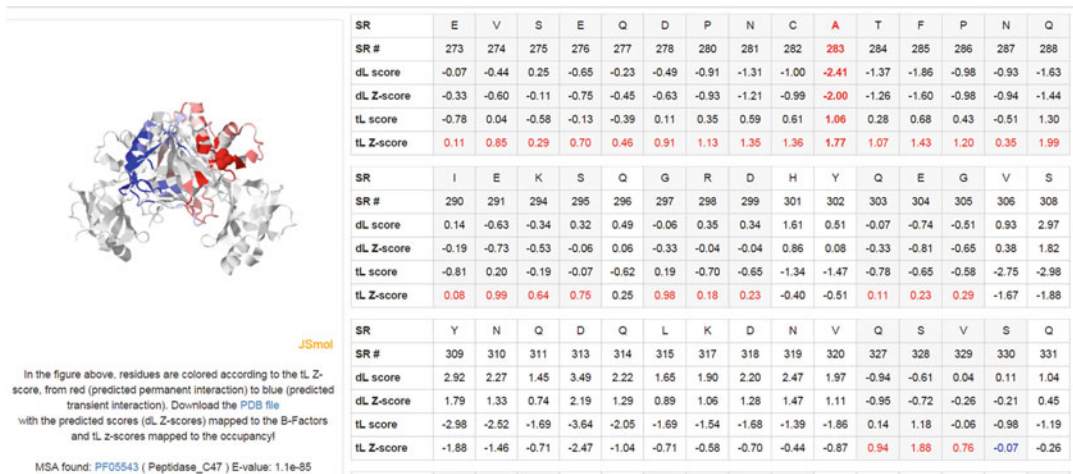 SR E V S E Q D P N C A T F P N Q
SR # 273 274 275 276 277 278 280 281 282 283 284 285 286 287 288
dL score -0.07 -0.44 0.25 -0.65 -0.23 -0.49 -0.91 -1.31 -1.00 -2.41 -1.37 -1.86 -0.98 -0.93 -1.63
dL Z-score -0.33 -0.60 -0.11 -0.75 -0.45 -0.63 -0.93 -1.21 -0.99 -2.00 -1.26 -1.60 -0.98 -0.94 -1.44
tL score -0.78 0.04 -0.58 -0.13 -0.39 0.11 0.35 0.59 0.61 1.06 0.28 0.68 0.43 -0.51 1.30
tL Z-score 0.11 0.85 0.29 0.70 0.46 0.91 1.13 1.35 1.36 1.77 1.07 1.43 1.20 0.35 1.99
SR I E K S Q G R D H Y Q E G V S
SR # 290 291 294 295 296 297 298 299 301 302 303 304 305 306 308
dL score 0.14 -0.63 -0.34 0.32 0.49 -0.06 0.35 0.34 1.61 0.51 -0.07 -0.74 -0.51 0.93 2.97
dL Z-score -0.19 -0.73 -0.53 -0.06 0.06 -0.33 -0.04 -0.04 0.86 0.08 -0.33 -0.81 -0.65 0.38 1.82
tL score -0.81 0.20 -0.19 -0.07 -0.62 0.19 -0.70 -0.65 -1.34 -1.47 -0.78 -0.65 -0.58 -2.75 -2.98
tL Z-score 0.08 0.99 0.64 0.75 0.25 0.98 0.18 0.23 -0.40 -0.51 0.11 0.23 0.29 -1.67 -1.88
SR Y N Q D Q L K D N V Q S V S Q
SR # 309 310 311 313 314 315 317 318 319 320 327 328 329 330 331
dL score 2.92 2.27 1.45 3.49 2.22 1.65 1.90 2.20 2.47 1.97 -0.94 -0.61 0.04 0.11 1.04
dL Z-score 1.79 1.33 0.74 2.19 1.29 0.89 1.06 1.28 1.47 1.11 -0.95 -0.72 -0.26 -0.21 0.45
tL score -2.98 -2.52 -1.69 -3.64 -2.05 -1.69 -1.54 -1.68 -1.39 -1.86 0.14 1.18 -0.06 -0.98 -1.19
tL Z-score -1.88 -1.46 -0.71 -2.47 -1.04 -0.71 -0.58 -0.70 -0.44 -0.87 0.94 1.88 0.76 -0.07 -0.26
JSmol
In the figure above, residues are colored according to the tL Z-
score, from red (predicted permanent interaction) to blue (predicted
transient interaction). Download the PDB file
with the predicted scores (dL Z-scores) mapped to the B-Factors
and tL z-scores mapped to the occupancy!
MSA found: PF05543 ( Peptidase_C47 ) E-value: 1.1e-85